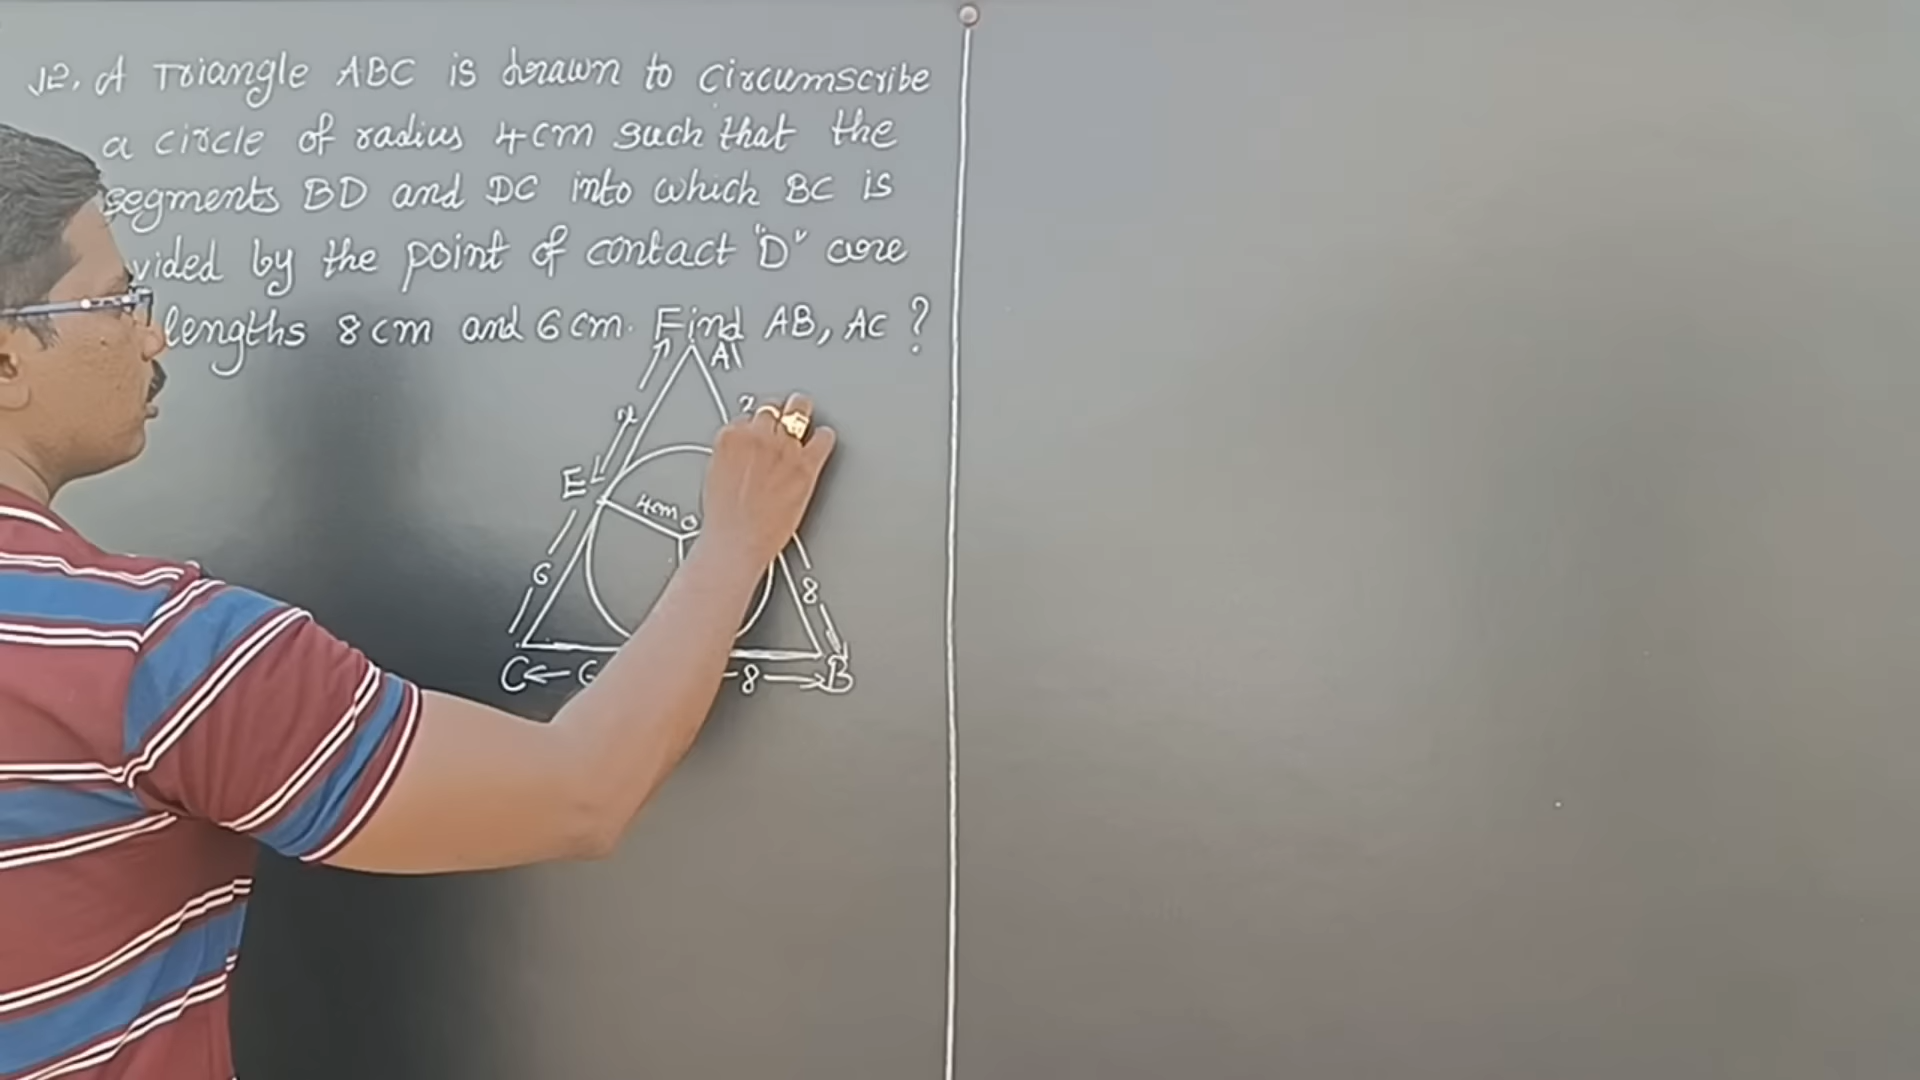 12. A Triangle ABC is drawn to circumscribe
a circle of radius 4cm such that the
segments BD and DC into which BC is
vided by the point of contact "D" are
lengths 8cm and 6cm. Find AB, AC ?
A
x
E
4cm
O
6
8
C
8
B